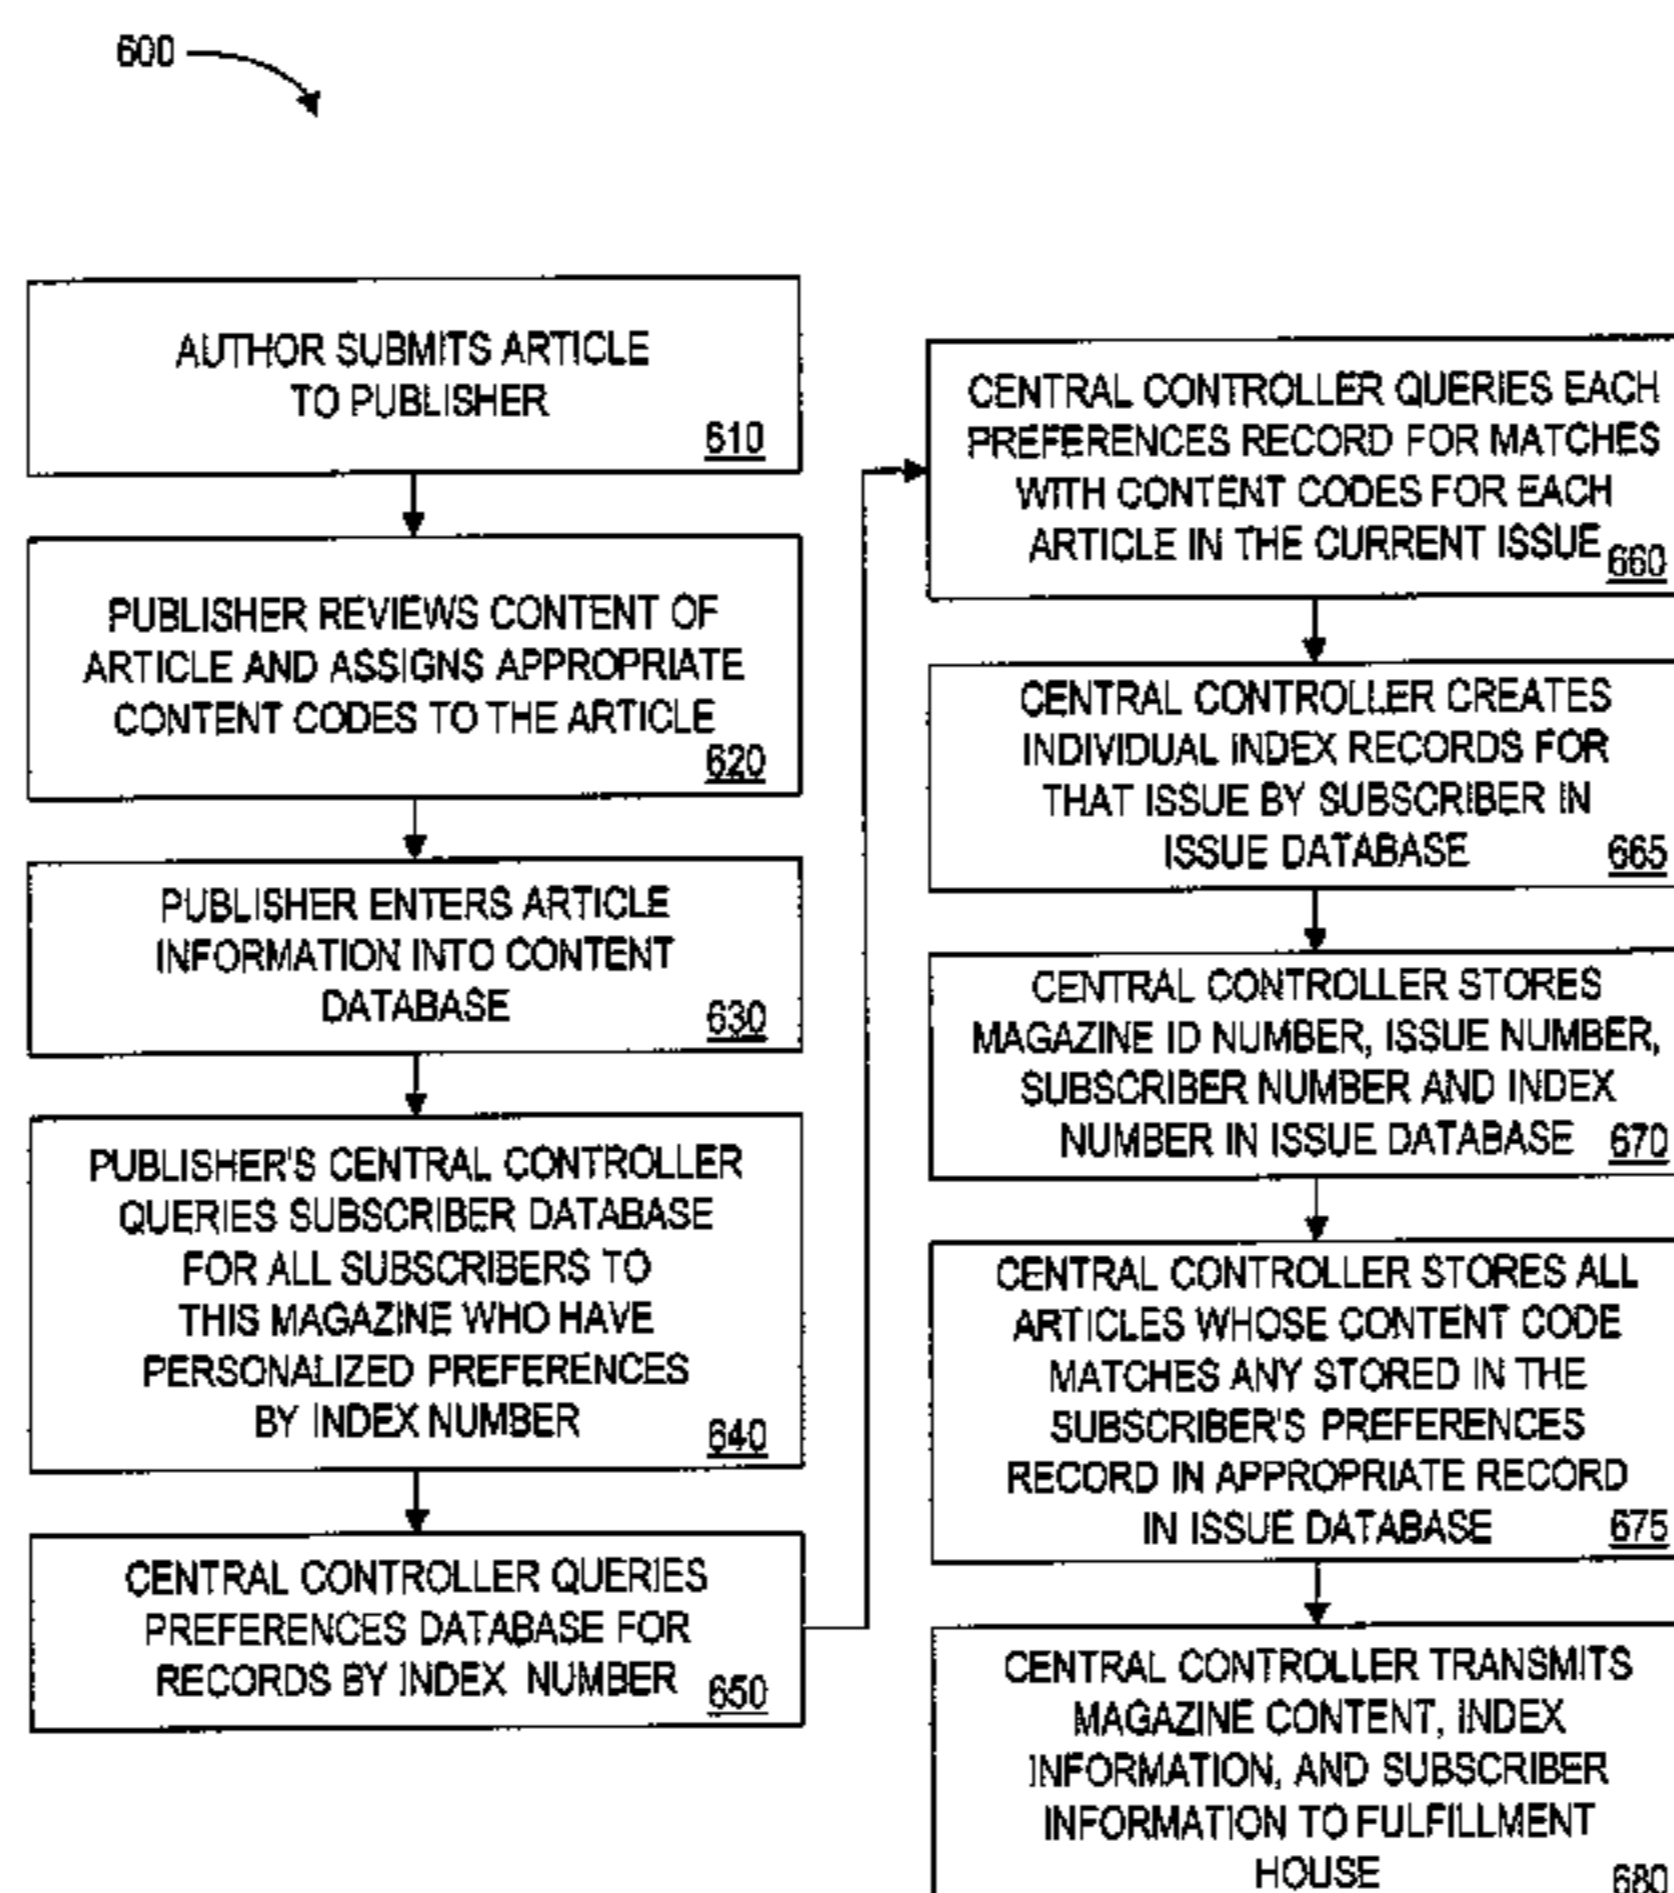 600
AUTHOR SUBMITS ARTICLE
TO PUBLISHER
610
PUBLISHER REVIEWS CONTENT OF
ARTICLE AND ASSIGNS APPROPRIATE
CONTENT CODES TO THE ARTICLE
620
PUBLISHER ENTERS ARTICLE
INFORMATION INTO CONTENT
DATABASE
630
PUBLISHER'S CENTRAL CONTROLLER
QUERIES SUBSCRIBER DATABASE
FOR ALL SUBSCRIBERS TO
THIS MAGAZINE WHO HAVE
PERSONALIZED PREFERENCES
BY INDEX NUMBER
640
CENTRAL CONTROLLER QUERIES
PREFERENCES DATABASE FOR
RECORDS BY INDEX NUMBER
650
CENTRAL CONTROLLER QUERIES EACH
PREFERENCES RECORD FOR MATCHES
WITH CONTENT CODES FOR EACH
ARTICLE IN THE CURRENT ISSUE
660
CENTRAL CONTROLLER CREATES
INDIVIDUAL INDEX RECORDS FOR
THAT ISSUE BY SUBSCRIBER IN
ISSUE DATABASE
665
CENTRAL CONTROLLER STORES
MAGAZINE ID NUMBER, ISSUE NUMBER,
SUBSCRIBER NUMBER AND INDEX
NUMBER IN ISSUE DATABASE
670
CENTRAL CONTROLLER STORES ALL
ARTICLES WHOSE CONTENT CODE
MATCHES ANY STORED IN THE
SUBSCRIBER'S PREFERENCES
RECORD IN APPROPRIATE RECORD
IN ISSUE DATABASE
675
CENTRAL CONTROLLER TRANSMITS
MAGAZINE CONTENT, INDEX
INFORMATION, AND SUBSCRIBER
INFORMATION TO FULFILLMENT
HOUSE
680